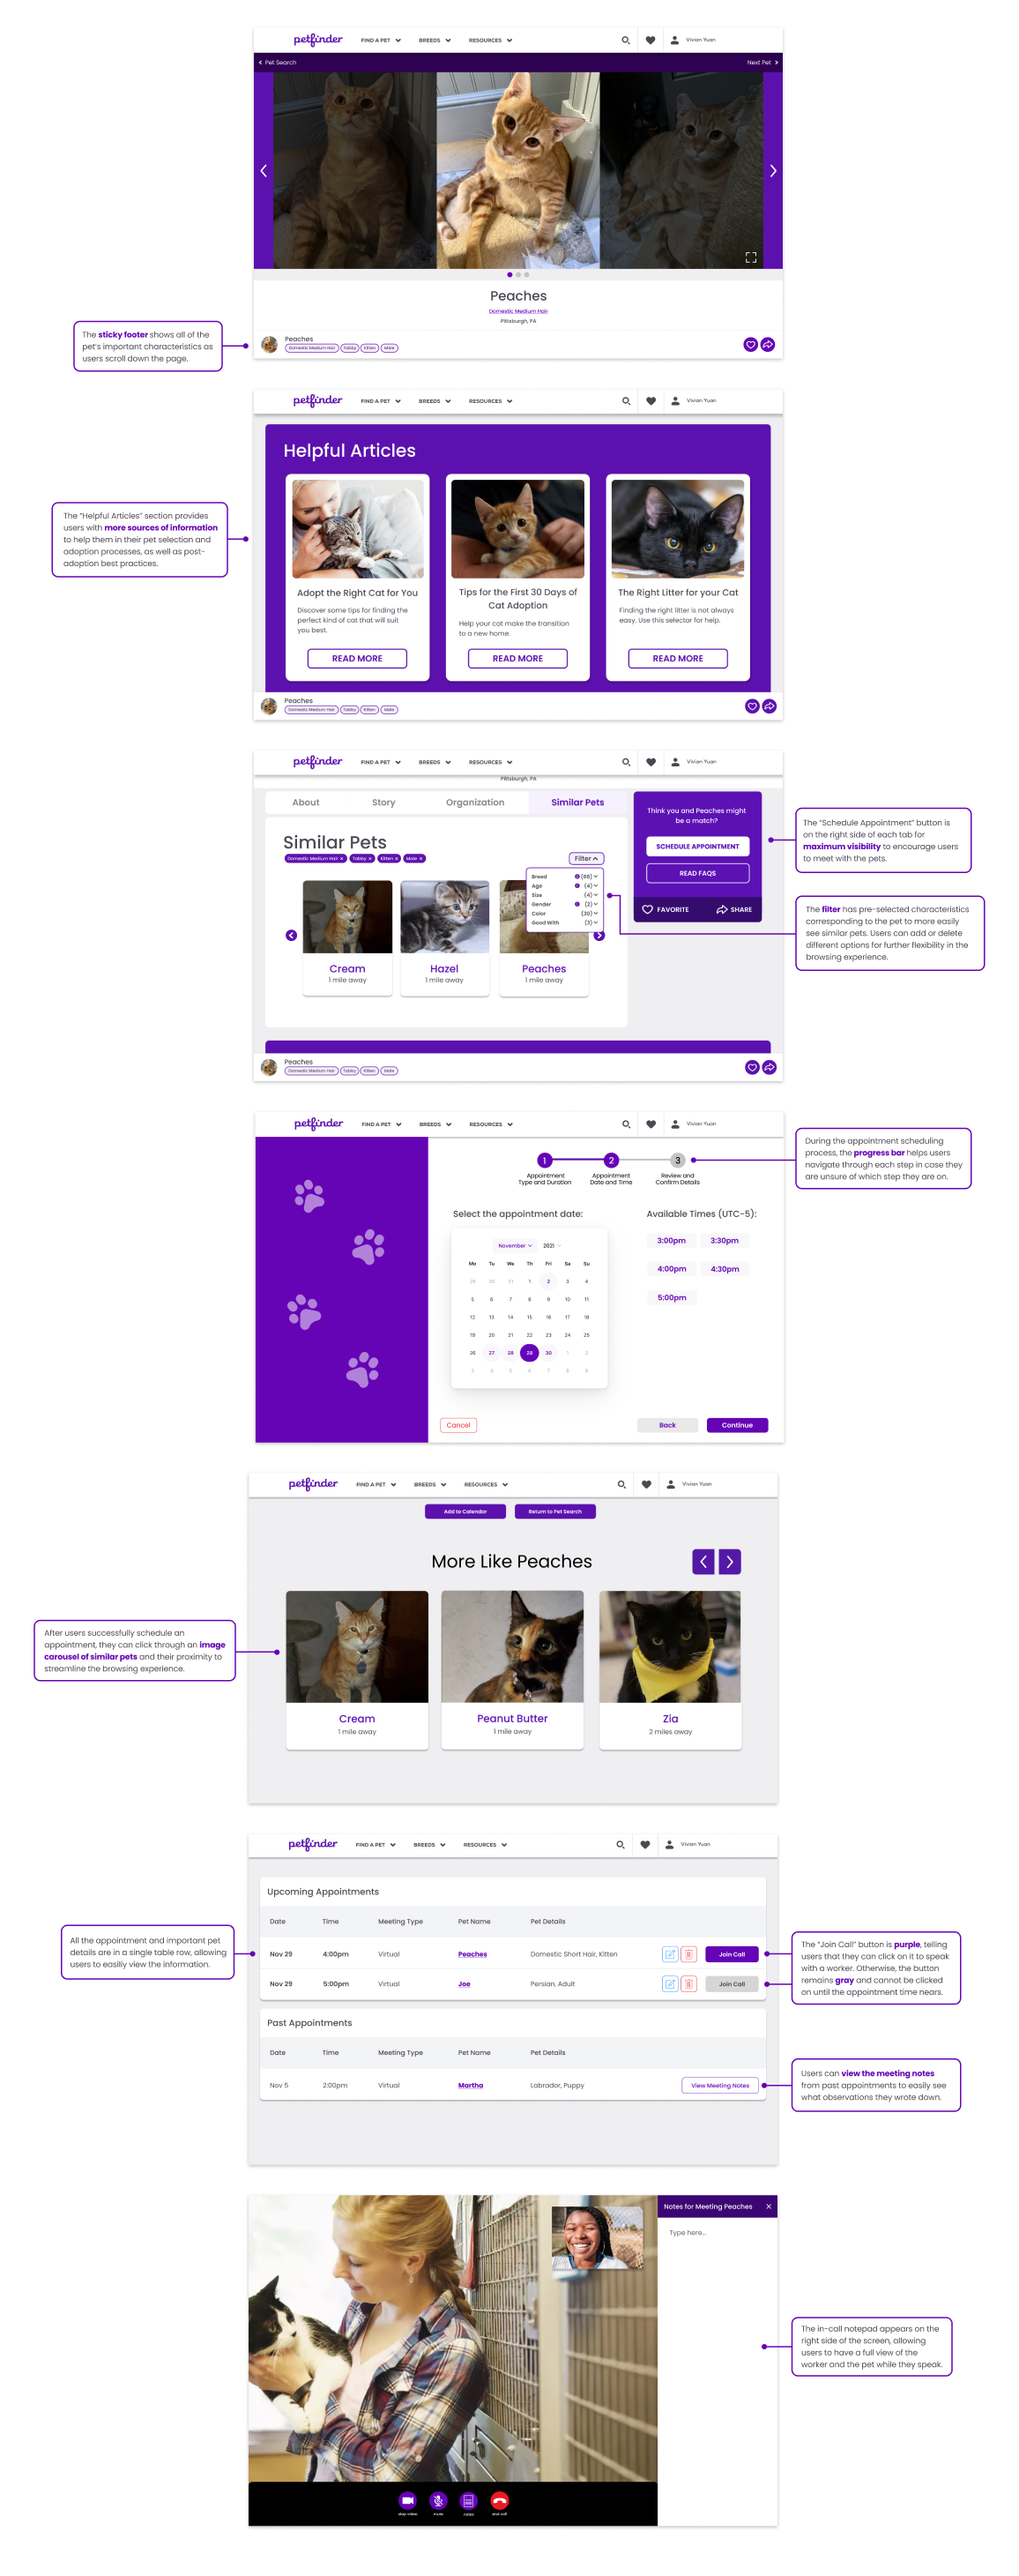 petfinder
FIND A PET
BREEDS
RESOURCES
Vivian Yuan
Pet Search
Next Pet
Peaches
Domestic Medium Hair
Pittsburgh, PA
The sticky footer shows all of the
pet's important characteristics as
users scroll down the page.
Peaches
Domestic Medium Hair
Tabby
Kitten
Male
petfinder
FIND A PET
BREEDS
RESOURCES
Vivian Yuan
Helpful Articles
The "Helpful Articles" section provides
users with more sources of information
to help them in their pet selection and
adoption processes, as well as post-
adoption best practices.
Adopt the Right Cat for You
Discover some tips for finding the
perfect kind of cat that will suit
you best.
READ MORE
Tips for the First 30 Days of
Cat Adoption
Help your cat make the transition
to a new home.
READ MORE
The Right Litter for your Cat
Finding the right litter is not always
easy. Use this selector for help.
READ MORE
Peaches
Domestic Medium Hair
Tabby
Kitten
Male
petfinder
FIND A PET
BREEDS
RESOURCES
Vivian Yuan
Pittsburgh, PA
About
Story
Organization
Similar Pets
Similar Pets
Domestic Medium Hair ×
Tabby ×
Kitten ×
Male ×
Filter
Breed (68)
Age (4)
Size (4)
Gender (2)
Color (30)
Good With (3)
Cream
1 mile away
Hazel
1 mile away
Peaches
1 mile away
Think you and Peaches might
be a match?
SCHEDULE APPOINTMENT
READ FAQS
FAVORITE
SHARE
The "Schedule Appointment" button is
on the right side of each tab for
maximum visibility to encourage users
to meet with the pets.
The filter has pre-selected characteristics
corresponding to the pet to more easily
see similar pets. Users can add or delete
different options for further flexibility in the
browsing experience.
Peaches
Domestic Medium Hair
Tabby
Kitten
Male
petfinder
FIND A PET
BREEDS
RESOURCES
Vivian Yuan
1
2
3
Appointment
Type and Duration
Appointment
Date and Time
Review and
Confirm Details
During the appointment scheduling
process, the progress bar helps users
navigate through each step in case they
are unsure of which step they are on.
Select the appointment date:
November
2021
Mo Tu We Th Fri Sa Su
29 30 31 1 2 3 4
5 6 7 8 9 10 11
12 13 14 15 16 17 18
19 20 21 22 23 24 25
26 27 28 29 30 1 2
3 4 5 6 7 8 9
Available Times (UTC-5):
3:00pm
3:30pm
4:00pm
4:30pm
5:00pm
Cancel
Back
Continue
petfinder
FIND A PET
BREEDS
RESOURCES
Vivian Yuan
Add to Calendar
Return to Pet Search
More Like Peaches
After users successfully schedule an
appointment, they can click through an image
carousel of similar pets and their proximity to
streamline the browsing experience.
Cream
1 mile away
Peanut Butter
1 mile away
Zia
2 miles away
petfinder
FIND A PET
BREEDS
RESOURCES
Vivian Yuan
Upcoming Appointments
Date Time Meeting Type Pet Name Pet Details
Nov 29 4:00pm Virtual Peaches Domestic Short Hair, Kitten Join Call
Nov 29 5:00pm Virtual Joe Persian, Adult Join Call
Past Appointments
Date Time Meeting Type Pet Name Pet Details
Nov 5 2:00pm Virtual Martha Labrador, Puppy View Meeting Notes
All the appointment and important pet
details are in a single table row, allowing
users to easiliy view the information.
The "Join Call" button is purple, telling
users that they can click on it to speak
with a worker. Otherwise, the button
remains gray and cannot be clicked
on until the appointment time nears.
Users can view the meeting notes
from past appointments to easily see
what observations they wrote down.
Notes for Meeting Peaches ×
Type here...
The in-call notepad appears on the
right side of the screen, allowing
users to have a full view of the
worker and the pet while they speak.
stop video
mute
notes
end call